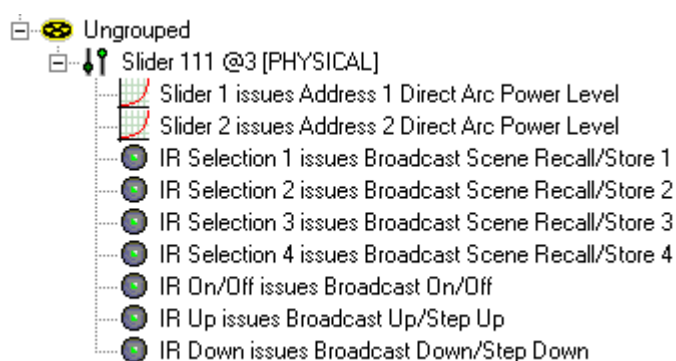 Ungrouped
Slider 111 @3 [PHYSICAL]
Slider 1 issues Address 1 Direct Arc Power Level
Slider 2 issues Address 2 Direct Arc Power Level
IR Selection 1 issues Broadcast Scene Recall/Store 1
IR Selection 2 issues Broadcast Scene Recall/Store 2
IR Selection 3 issues Broadcast Scene Recall/Store 3
IR Selection 4 issues Broadcast Scene Recall/Store 4
IR On/Off issues Broadcast On/Off
IR Up issues Broadcast Up/Step Up
IR Down issues Broadcast Down/Step Down